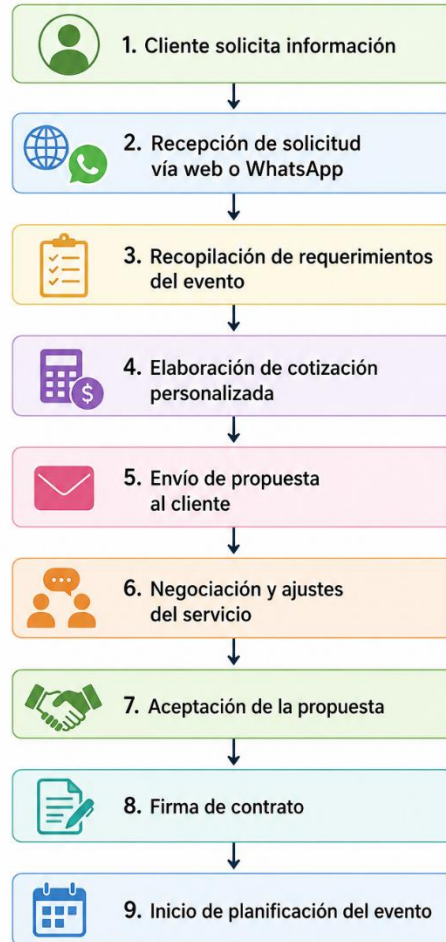 1. Cliente solicita información
2. Recepción de solicitud
vía web o WhatsApp
3. Recopilación de requerimientos
del evento
4. Elaboración de cotización
personalizada
$
5. Envío de propuesta
al cliente
6. Negociación y ajustes
del servicio
7. Aceptación de la propuesta
8. Firma de contrato
9. Inicio de planificación del evento